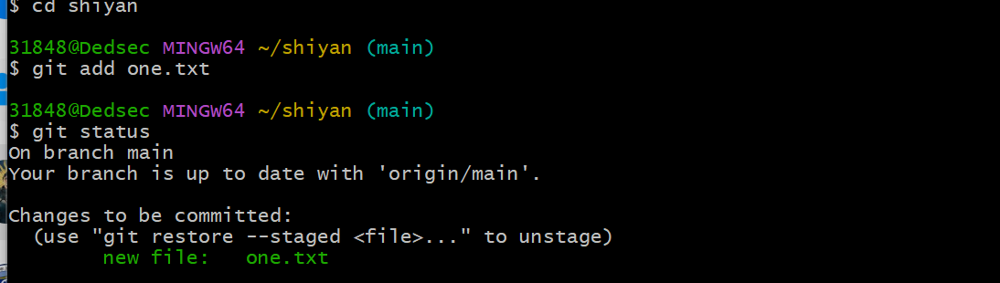 $ cd shiyan
31848@Dedsec MINGW64 ~/shiyan (main)
$ git add one.txt
31848@Dedsec MINGW64 ~/shiyan (main)
$ git status
On branch main
Your branch is up to date with 'origin/main'.
Changes to be committed:
  (use "git restore --staged <file>..." to unstage)
        new file:   one.txt